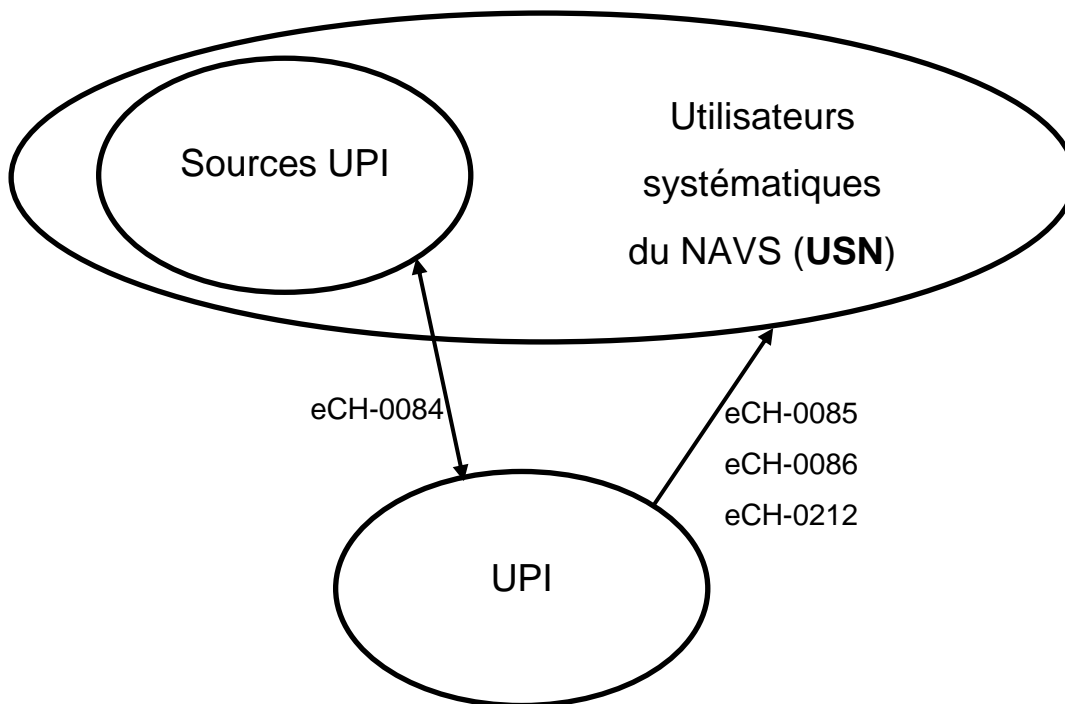 Sources UPI
Utilisateurs
systématiques
du NAVS (USN)
eCH-0084
eCH-0085
eCH-0086
eCH-0212
UPI